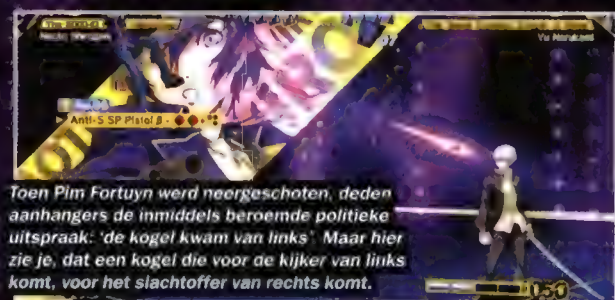 Yu Narukami
Anti-S SP Pistol β
Toen Pim Fortuyn werd neergeschoten, deden
aanhangers de inmiddels beroemde politieke
uitspraak: 'de kogel kwam van links'. Maar hier
zie je, dat een kogel die voor de kijker van links
komt, voor het slachtoffer van rechts komt.
050